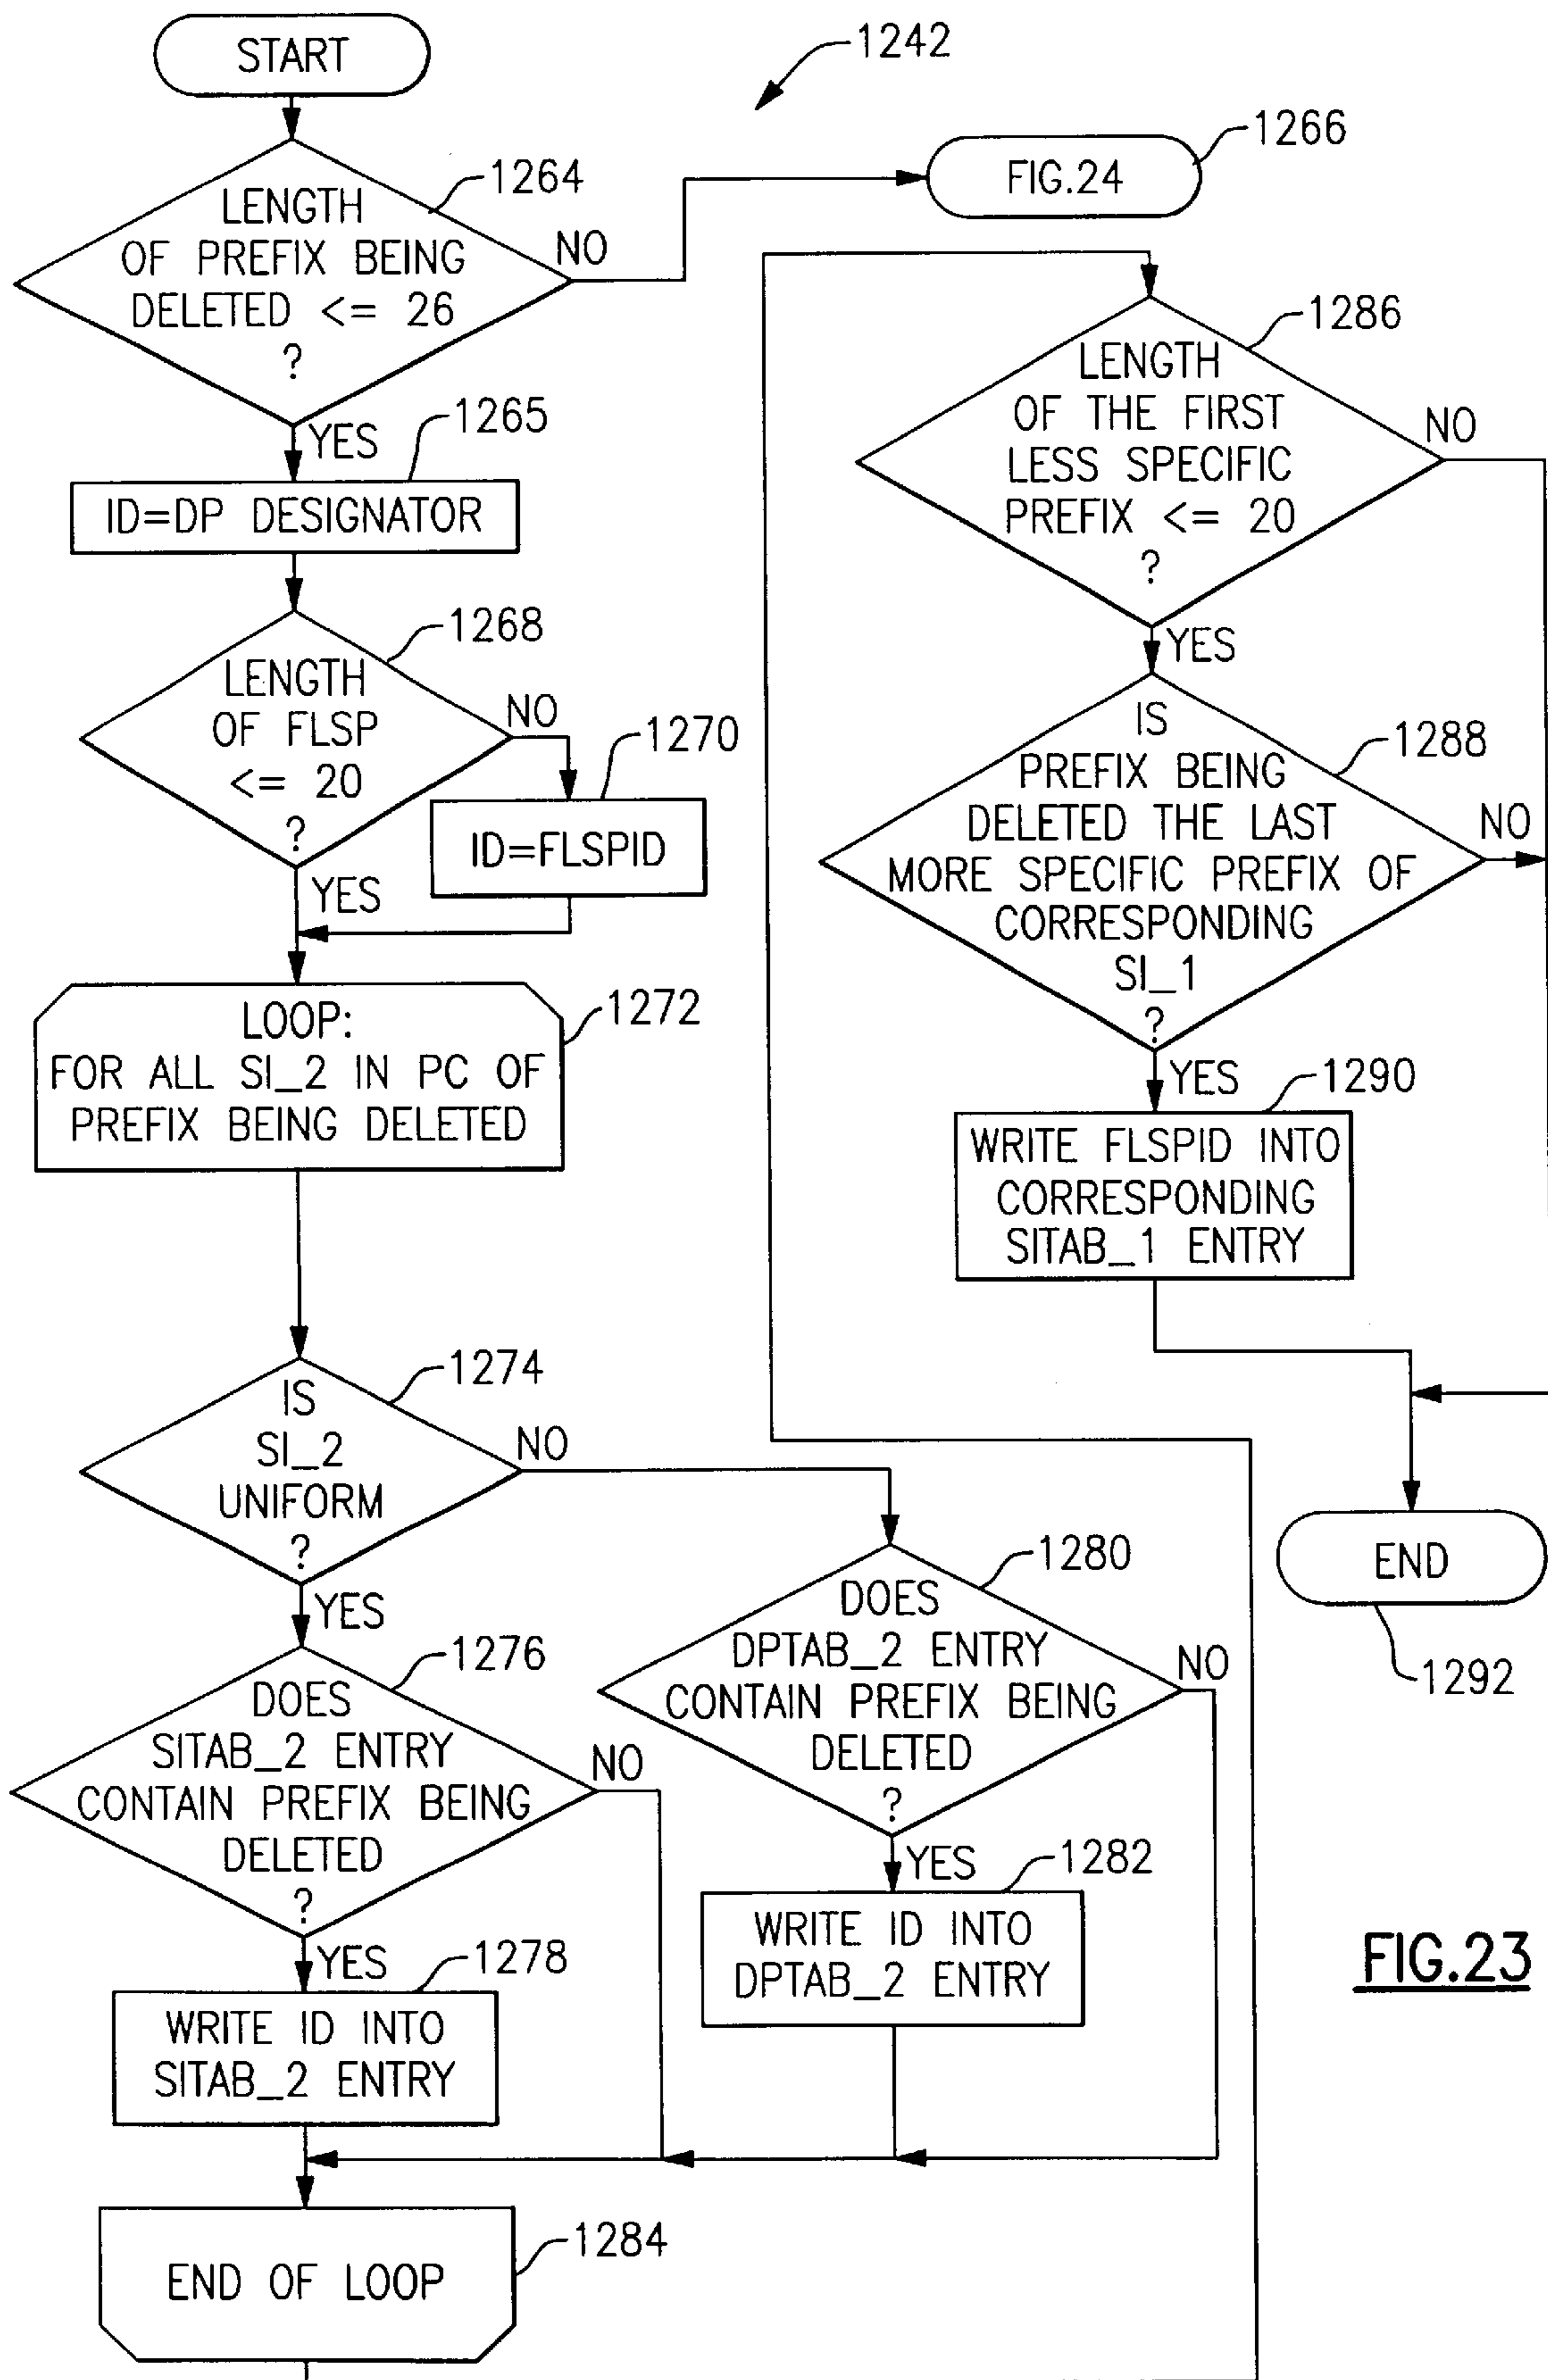 START
1242
1264
LENGTH
OF PREFIX BEING
DELETED <= 26
?
NO
FIG.24
1266
YES
1265
ID=DP DESIGNATOR
1268
LENGTH
OF FLSP
<= 20
?
NO
1270
ID=FLSPID
YES
LOOP:
FOR ALL SI_2 IN PC OF
PREFIX BEING DELETED
1272
1274
IS
SI_2
UNIFORM
?
NO
YES
1276
DOES
SITAB_2 ENTRY
CONTAIN PREFIX BEING
DELETED
?
NO
YES
1278
WRITE ID INTO
SITAB_2 ENTRY
1280
DOES
DPTAB_2 ENTRY
CONTAIN PREFIX BEING
DELETED
?
NO
YES
1282
WRITE ID INTO
DPTAB_2 ENTRY
END OF LOOP
1284
1286
LENGTH
OF THE FIRST
LESS SPECIFIC
PREFIX <= 20
?
NO
YES
1288
IS
PREFIX BEING
DELETED THE LAST
MORE SPECIFIC PREFIX OF
CORRESPONDING
SI_1
?
NO
YES
1290
WRITE FLSPID INTO
CORRESPONDING
SITAB_1 ENTRY
END
1292
FIG.23